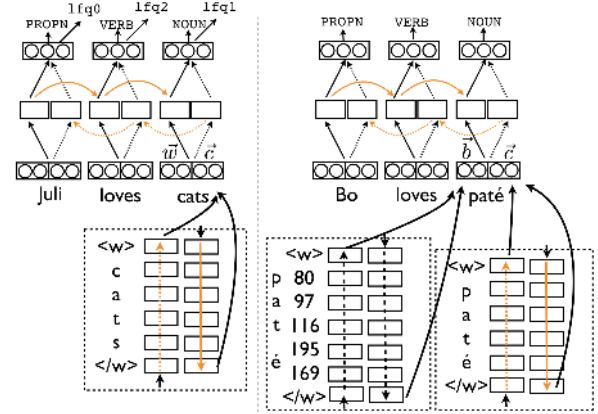 lfq0 lfq2 lfq1
PROPN VERB NOUN
w⃗ c⃗
Juli loves cats
<w>
c
a
t
s
</w>
PROPN VERB NOUN
b⃗ c⃗
Bo loves paté
<w>
p 80
a 97
t 116
195
é 169
</w>
<w>
p
a
t
é
</w>